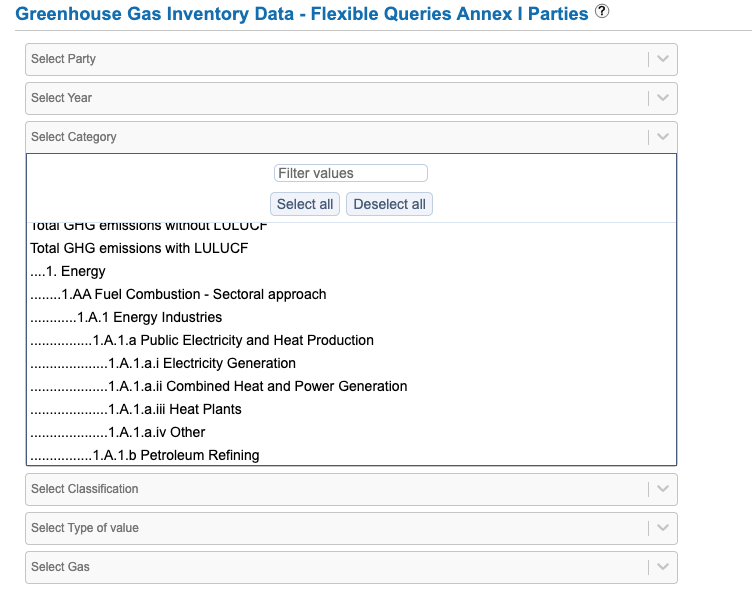 Greenhouse Gas Inventory Data - Flexible Queries Annex I Parties ?
Select Party
Select Year
Select Category
Filter values
Select all Deselect all
Total GHG emissions without LULUCF
Total GHG emissions with LULUCF
....1. Energy
........1.AA Fuel Combustion - Sectoral approach
............1.A.1 Energy Industries
................1.A.1.a Public Electricity and Heat Production
....................1.A.1.a.i Electricity Generation
....................1.A.1.a.ii Combined Heat and Power Generation
....................1.A.1.a.iii Heat Plants
....................1.A.1.a.iv Other
................1.A.1.b Petroleum Refining
Select Classification
Select Type of value
Select Gas